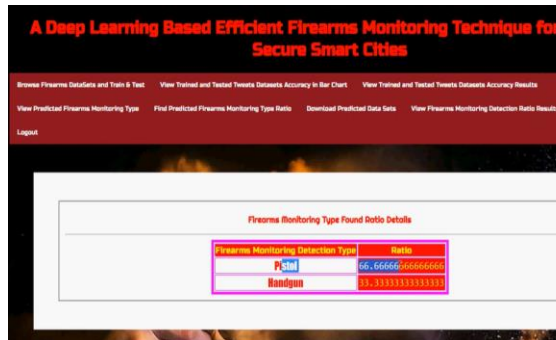 A Deep Learning Based Efficient Firearms Monitoring Technique for
Secure Smart Cities
Browse Firearms DataSets and Train & Test View Trained and Tested Tweets Datasets Accuracy in Bar Chart View Trained and Tested Tweets Datasets Accuracy Results
View Predicted Firearms Monitoring Type Find Predicted Firearms Monitoring Type Ratio Download Predicted Data Sets View Firearms Monitoring Detection Ratio Results
Logout
Firearms Monitoring Type Found Ratio Details
Firearms Monitoring Detection Type Ratio
Pistol 66.66666666666666
Handgun 33.33333333333333